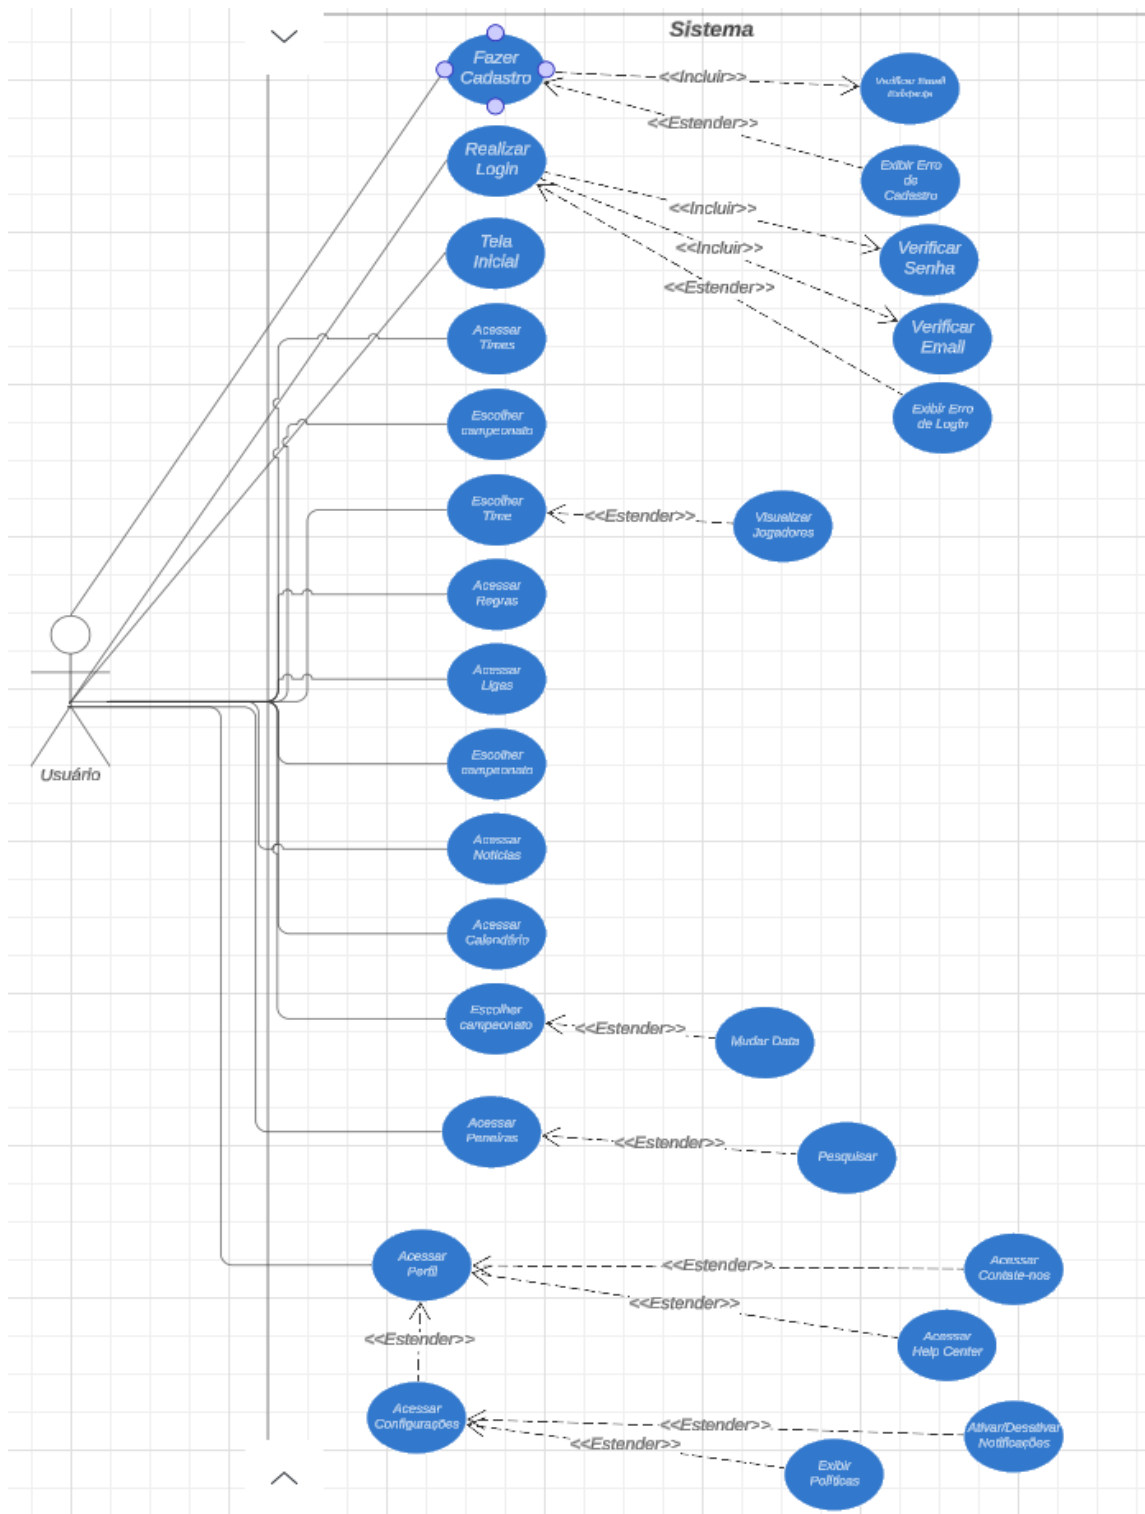 Sistema
Fazer
Cadastro
<<Incluir>>
Verificar Email
<<Estender>>
Exibir Erro
de
Cadastro
Realizar
Login
<<Incluir>>
Verificar
Senha
<<Incluir>>
Verificar
Email
<<Estender>>
Exibir Erro
de Login
Tela
Inicial
Acessar
Times
Escolher
campeonato
Escolher
Time
<<Estender>>
Visualizar
Jogadores
Acessar
Regras
Acessar
Ligas
Usuário
Escolher
campeonato
Acessar
Notícias
Acessar
Calendário
Escolher
campeonato
<<Estender>>
Mudar Data
Acessar
Peneiras
<<Estender>>
Pesquisar
Acessar
Perfil
<<Estender>>
Acessar
Contate-nos
<<Estender>>
Acessar
Help Center
<<Estender>>
Acessar
Configurações
<<Estender>>
Ativar/Desativar
Notificações
<<Estender>>
Exibir
Políticas